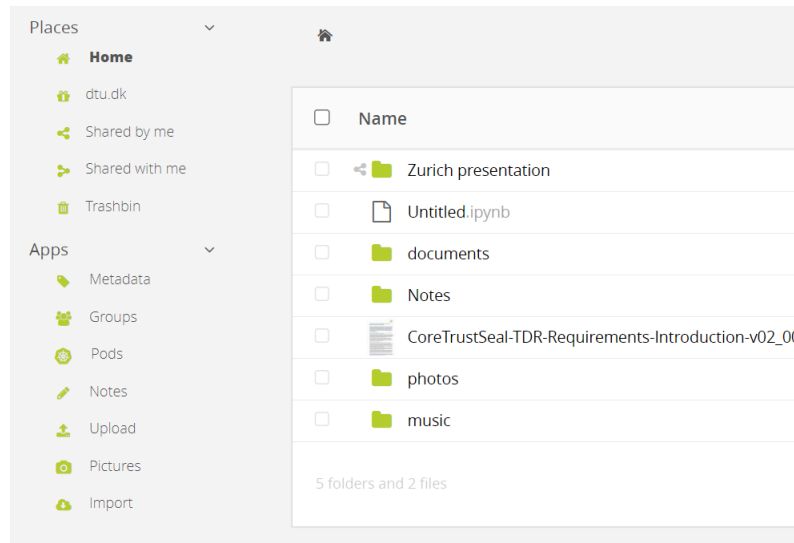 Places
Home
dtu.dk
Shared by me
Shared with me
Trashbin
Apps
Metadata
Groups
Pods
Notes
Upload
Pictures
Import
Name
Zurich presentation
Untitled.ipynb
documents
Notes
CoreTrustSeal-TDR-Requirements-Introduction-v02_00
photos
music
5 folders and 2 files